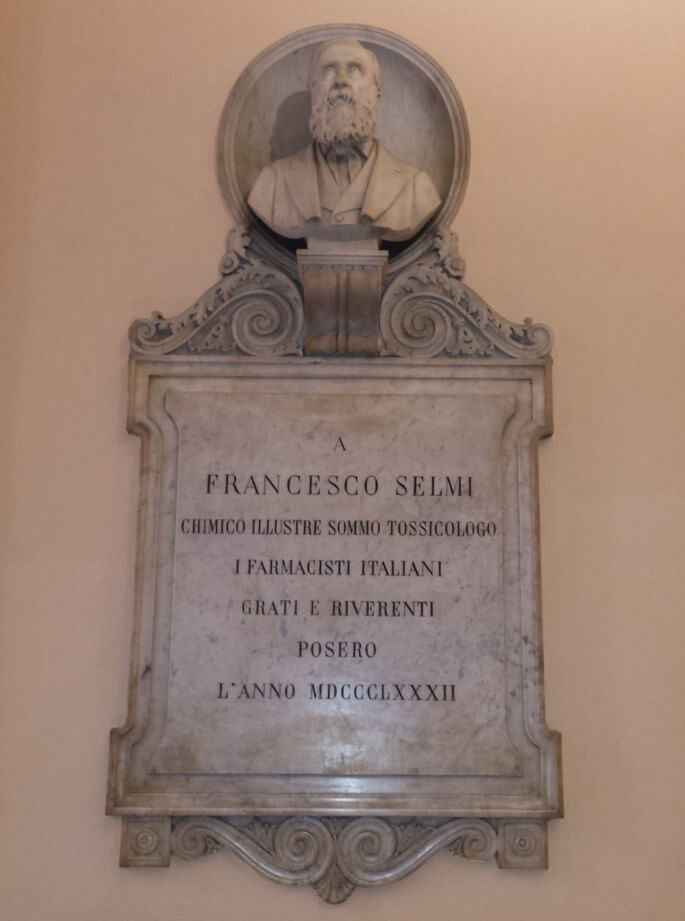 A
FRANCESCO SELMI
CHIMICO ILLUSTRE SOMMO TOSSICOLOGO
I FARMACISTI ITALIANI
GRATI E RIVERENTI
POSERO
L'ANNO MDCCCLXXXII